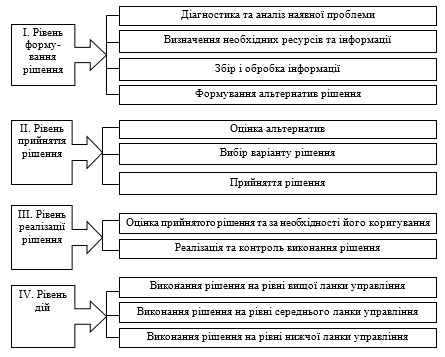 I. Рівень
форму-
вання
рішення
Діагностика та аналіз наявної проблеми
Визначення необхідних ресурсів та інформації
Збір і обробка інформації
Формування альтернатив рішення
II. Рівень
прийняття
рішення
Оцінка альтернатив
Вибір варіанту рішення
Прийняття рішення
III. Рівень
реалізації
рішення
Оцінка прийнятого рішення та за необхідності його коригування
Реалізація та контроль виконання рішення
IV. Рівень
дій
Виконання рішення на рівні вищої ланки управління
Виконання рішення на рівні середнього ланки управління
Виконання рішення на рівні нижчої ланки управління